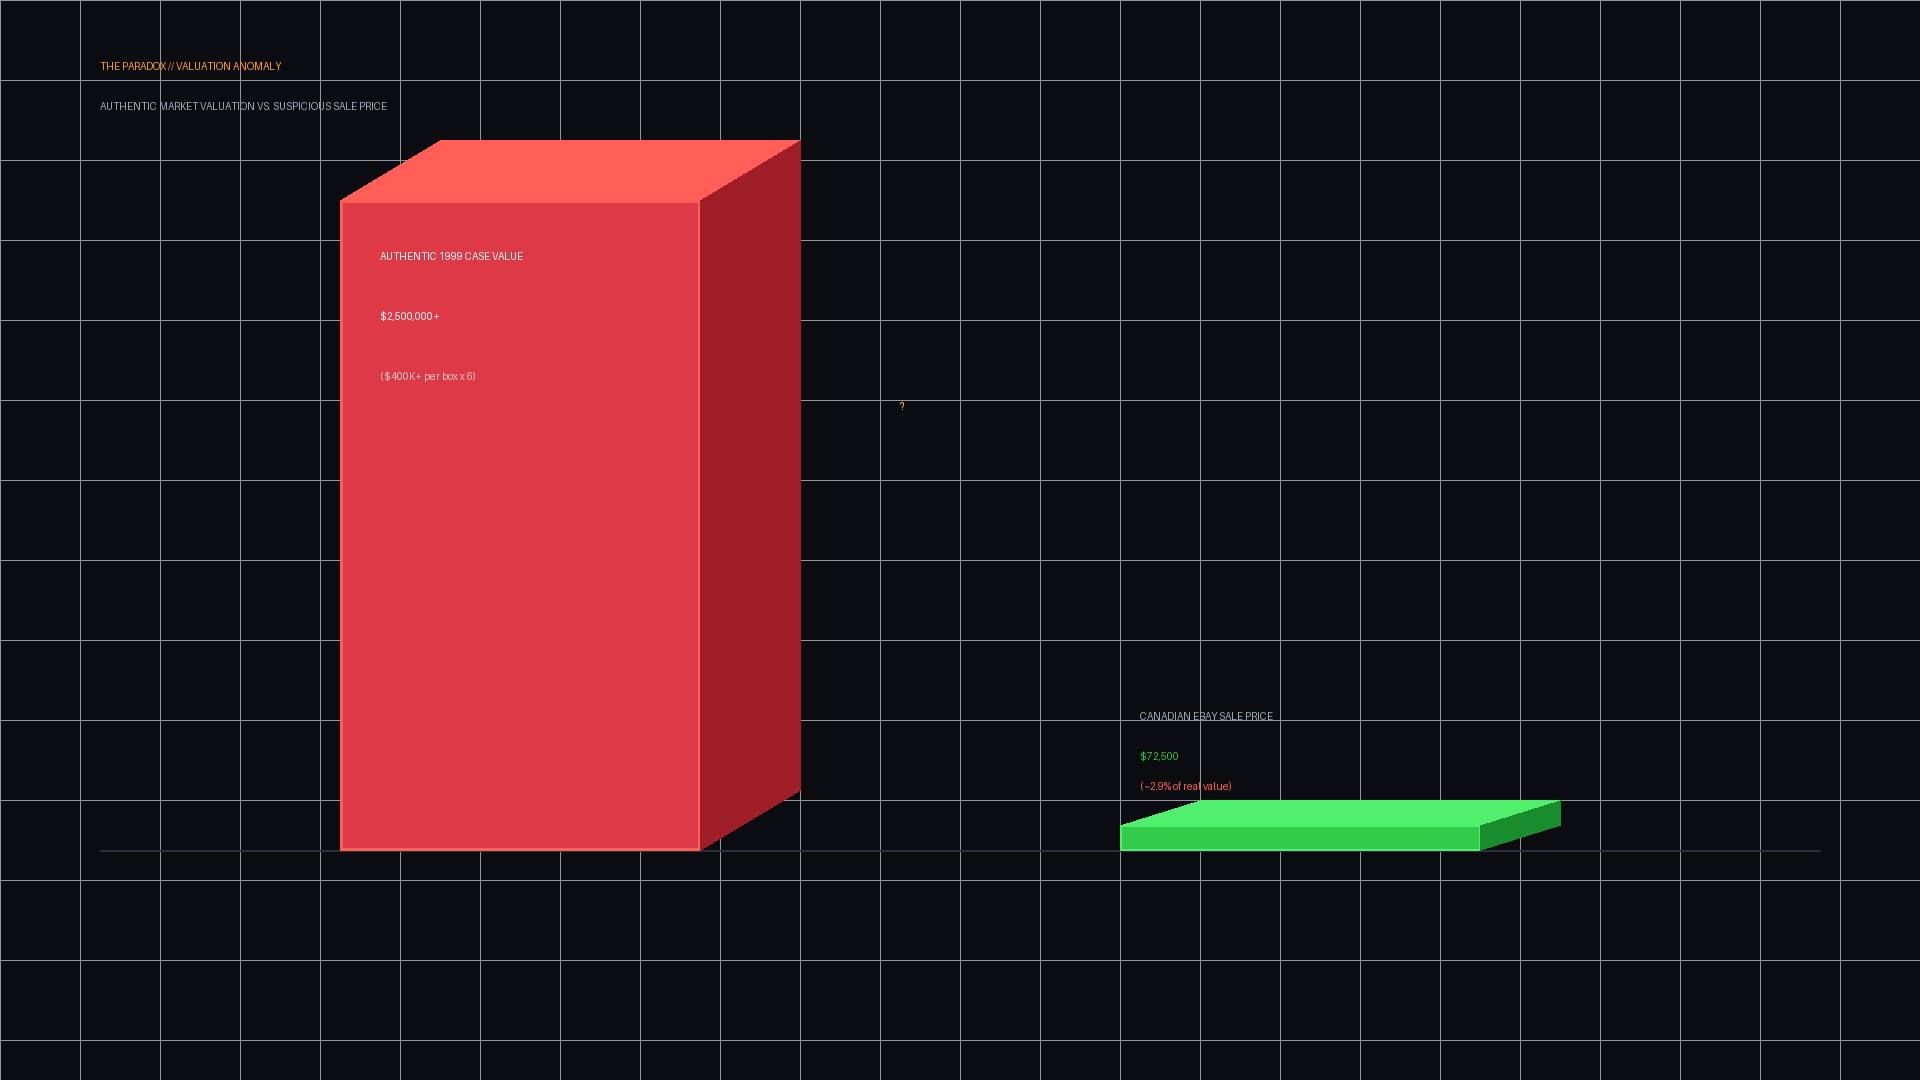 THE PARADOX // VALUATION ANOMALY
AUTHENTIC MARKET VALUATION VS. SUSPICIOUS SALE PRICE
AUTHENTIC 1999 CASE VALUE
$2,500,000+
($400K+ per box x 6)
?
CANADIAN EBAY SALE PRICE
$72,500
(~2.9% of real value)